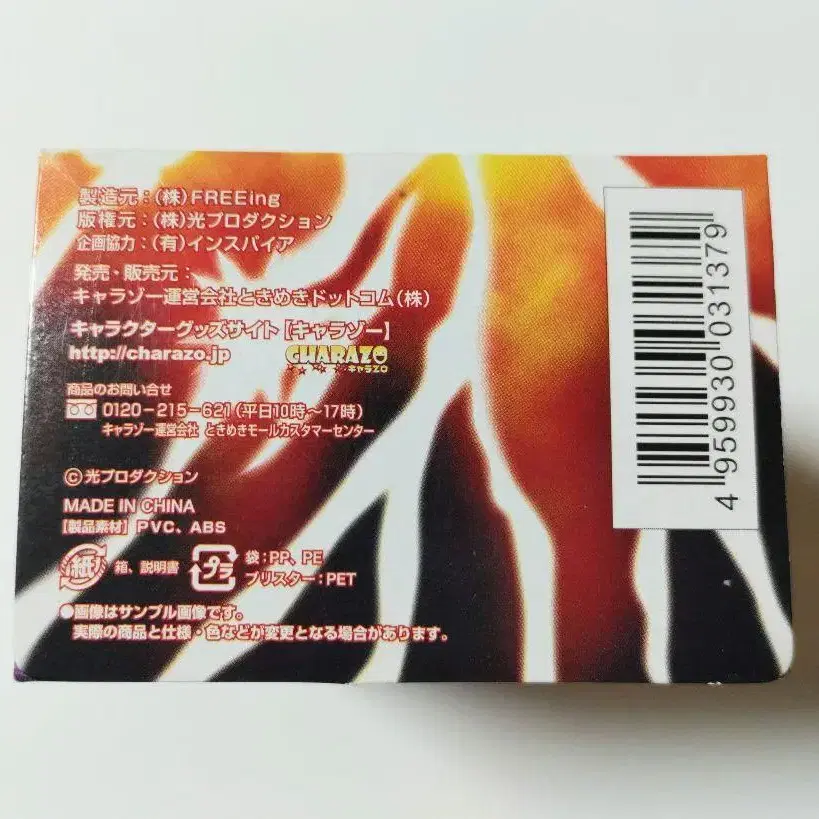 製造元:(株)FREEing
版権元:(株)光プロダクション
企画協力:(有)インスパイア
発売・販売元:
キャラゾー運営会社ときめきドットコム(株)
キャラクターグッズサイト【キャラゾー】
http://charazo.jp
CHARAZO
キャラZO
商品のお問い合せ
0120-215-621(平日10時~17時)
キャラゾー運営会社 ときめきモールカスタマーセンター
©光プロダクション
MADE IN CHINA
【製品素材】PVC、ABS
紙 箱、説明書
プラ 袋:PP、PE
ブリスター:PET
●画像はサンプル画像です。
実際の商品と仕様・色などが変更となる場合があります。
4959930031379